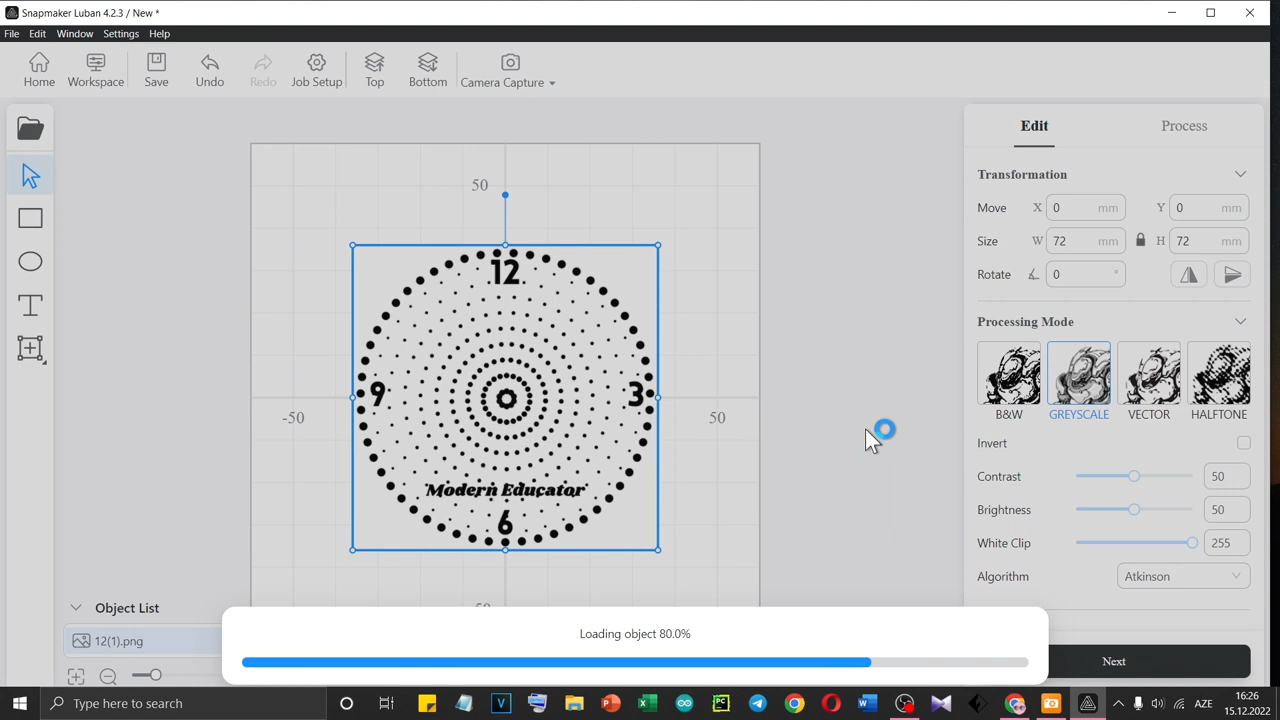 Snapmaker Luban 4.2.3 / New *
File Edit Window Settings Help
Home Workspace Save Undo Redo Job Setup Top Bottom Camera Capture
Edit Process
Transformation
Move X 0 mm Y 0 mm
Size W 72 mm H 72 mm
Rotate 0 °
Processing Mode
B&W GREYSCALE VECTOR HALFTONE
Invert
Contrast 50
Brightness 50
White Clip 255
Algorithm Atkinson
Next
50
-50
50
12
9
3
Modern Educator
6
Object List
12(1).png
Loading object 80.0%
Type here to search
AZE
16:26
15.12.2022